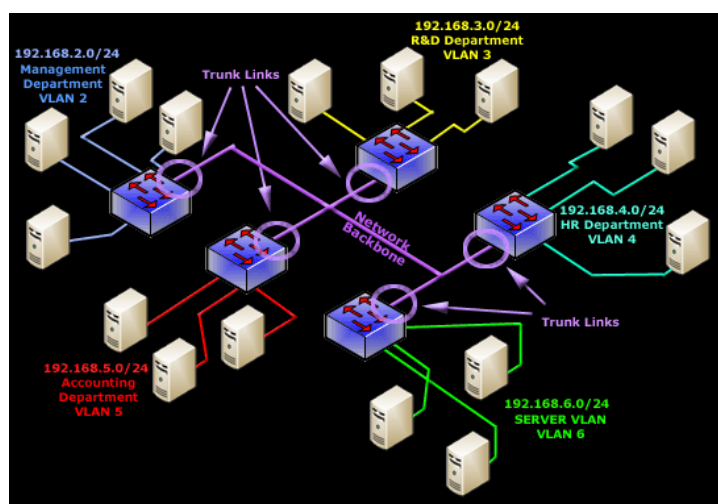 192.168.2.0/24
Management
Department
VLAN 2
Trunk Links
192.168.3.0/24
R&D Department
VLAN 3
192.168.4.0/24
HR Department
VLAN 4
Network
Backbone
Trunk Links
192.168.5.0/24
Accounting
Department
VLAN 5
192.168.6.0/24
SERVER VLAN
VLAN 6